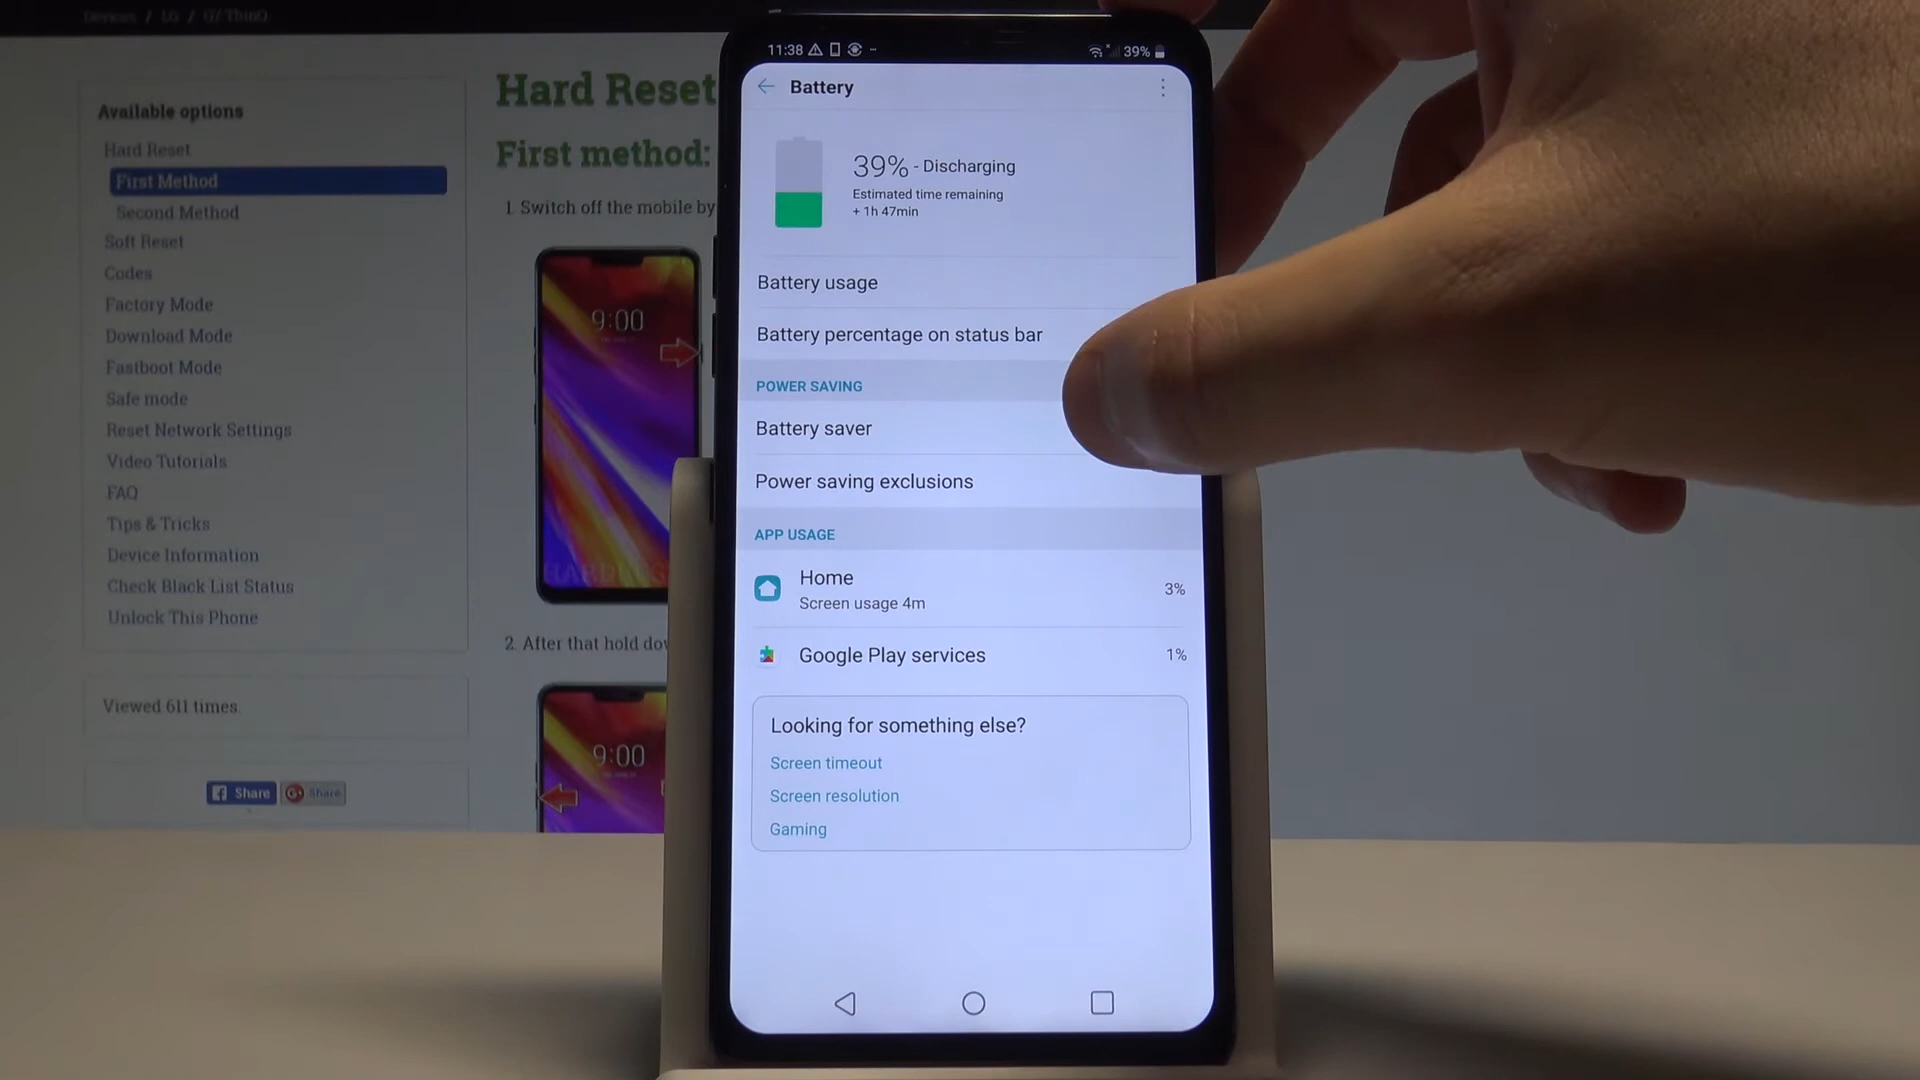 Devices / LG / G7 ThinQ
Available options
Hard Reset
First Method
Second Method
Soft Reset
Codes
Factory Mode
Download Mode
Fastboot Mode
Safe mode
Reset Network Settings
Video Tutorials
FAQ
Tips & Tricks
Device Information
Check Black List Status
Unlock This Phone
Viewed 611 times.
Share
Share
Hard Reset
First method:
1. Switch off the mobile by
9:00
2. After that hold do
9:00
11:38
39%
Battery
39% - Discharging
Estimated time remaining
+ 1h 47min
Battery usage
Battery percentage on status bar
POWER SAVING
Battery saver
Power saving exclusions
APP USAGE
Home
3%
Screen usage 4m
Google Play services
1%
Looking for something else?
Screen timeout
Screen resolution
Gaming